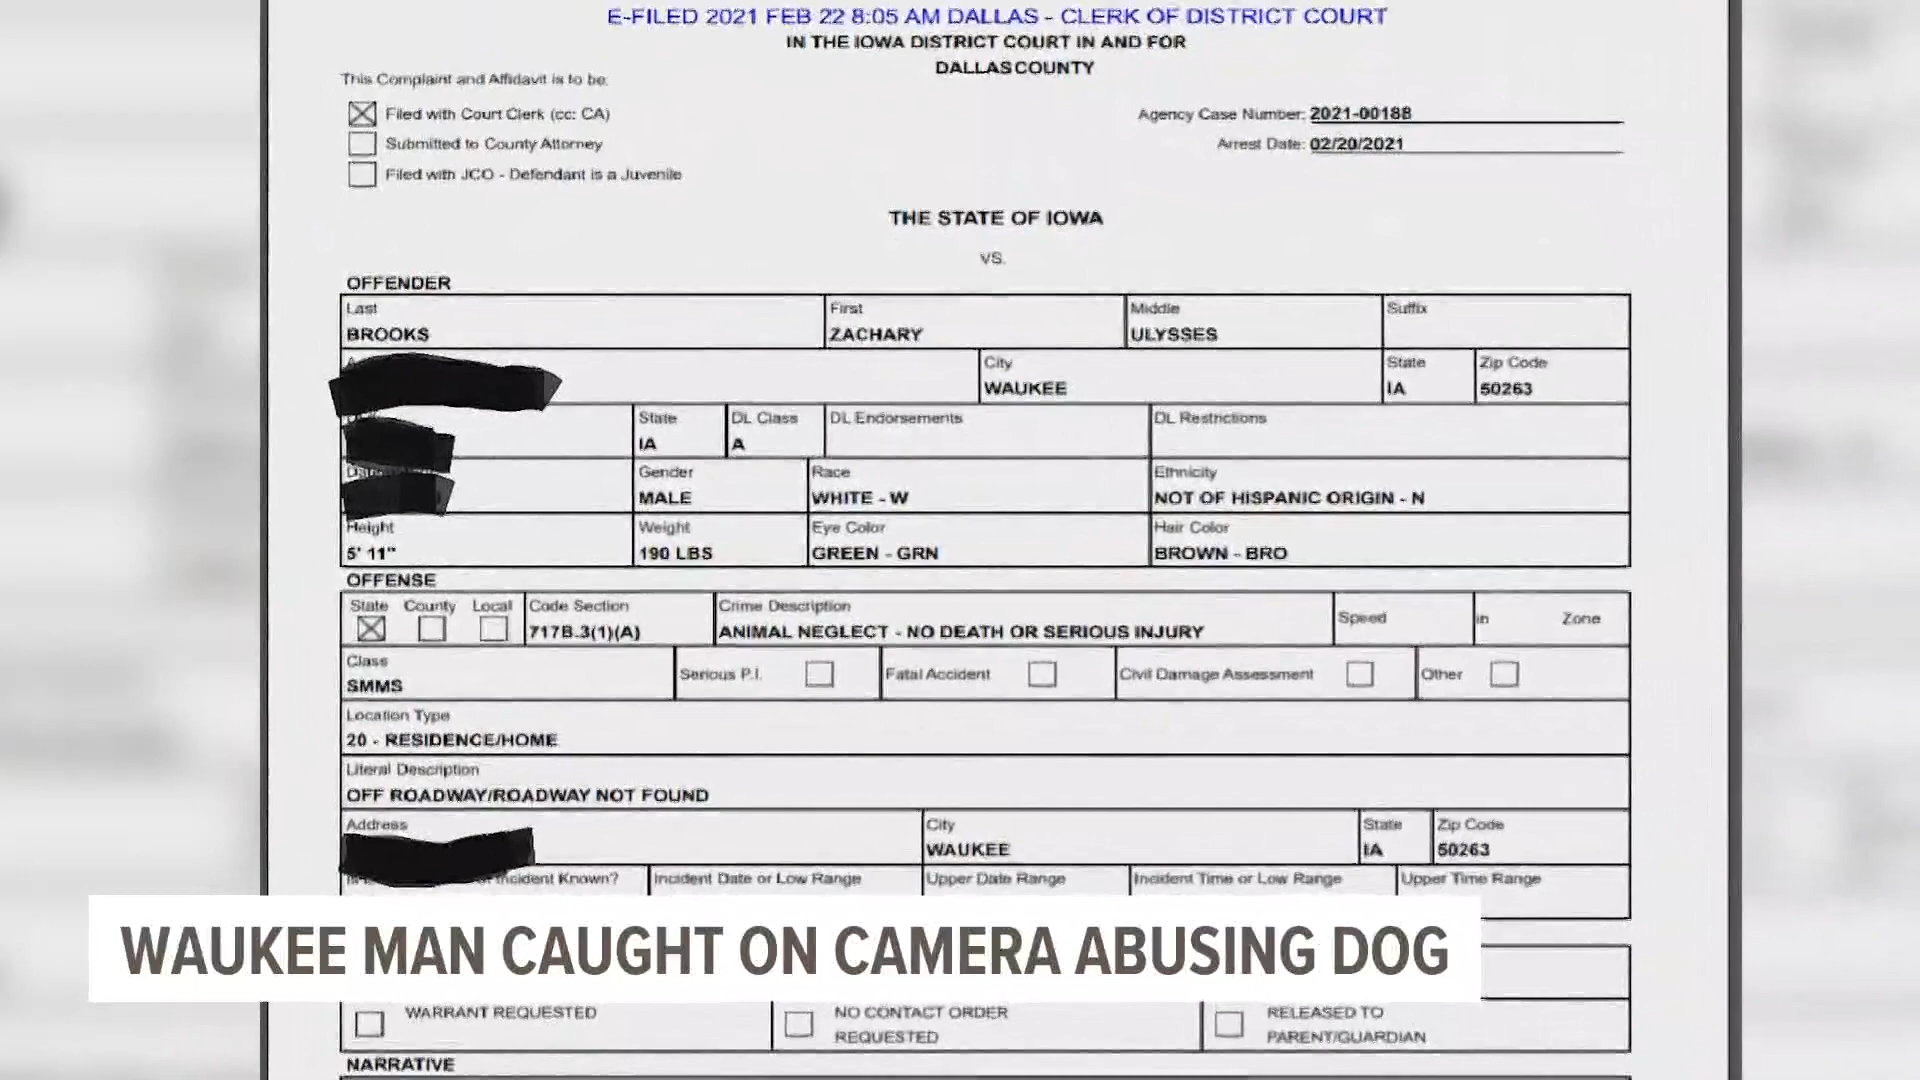 E-FILED 2021 FEB 22 8:05 AM DALLAS - CLERK OF DISTRICT COURT
IN THE IOWA DISTRICT COURT IN AND FOR
DALLAS COUNTY
This Complaint and Affidavit is to be:
Filed with Court Clerk (cc: CA)
Agency Case Number: 2021-00188
Submitted to County Attorney
Arrest Date: 02/20/2021
Filed with JCO - Defendant is a Juvenile
THE STATE OF IOWA
VS.
OFFENDER
Last First Middle Suffix
BROOKS ZACHARY ULYSSES
City State Zip Code
WAUKEE IA 50263
State DL Class DL Endorsements DL Restrictions
IA A
Gender Race Ethnicity
MALE WHITE - W NOT OF HISPANIC ORIGIN - N
Height Weight Eye Color Hair Color
5' 11" 190 LBS GREEN - GRN BROWN - BRO
OFFENSE
State County Local Code Section Crime Description Speed in Zone
717B.3(1)(A) ANIMAL NEGLECT - NO DEATH OR SERIOUS INJURY
Class Serious P.I. Fatal Accident Civil Damage Assessment Other
SMMS
Location Type
20 - RESIDENCE/HOME
Literal Description
OFF ROADWAY/ROADWAY NOT FOUND
Address City State Zip Code
WAUKEE IA 50263
Incident Known? Incident Date or Low Range Upper Date Range Incident Time or Low Range Upper Time Range
WAUKEE MAN CAUGHT ON CAMERA ABUSING DOG
WARRANT REQUESTED NO CONTACT ORDER RELEASED TO
REQUESTED PARENT/GUARDIAN
NARRATIVE